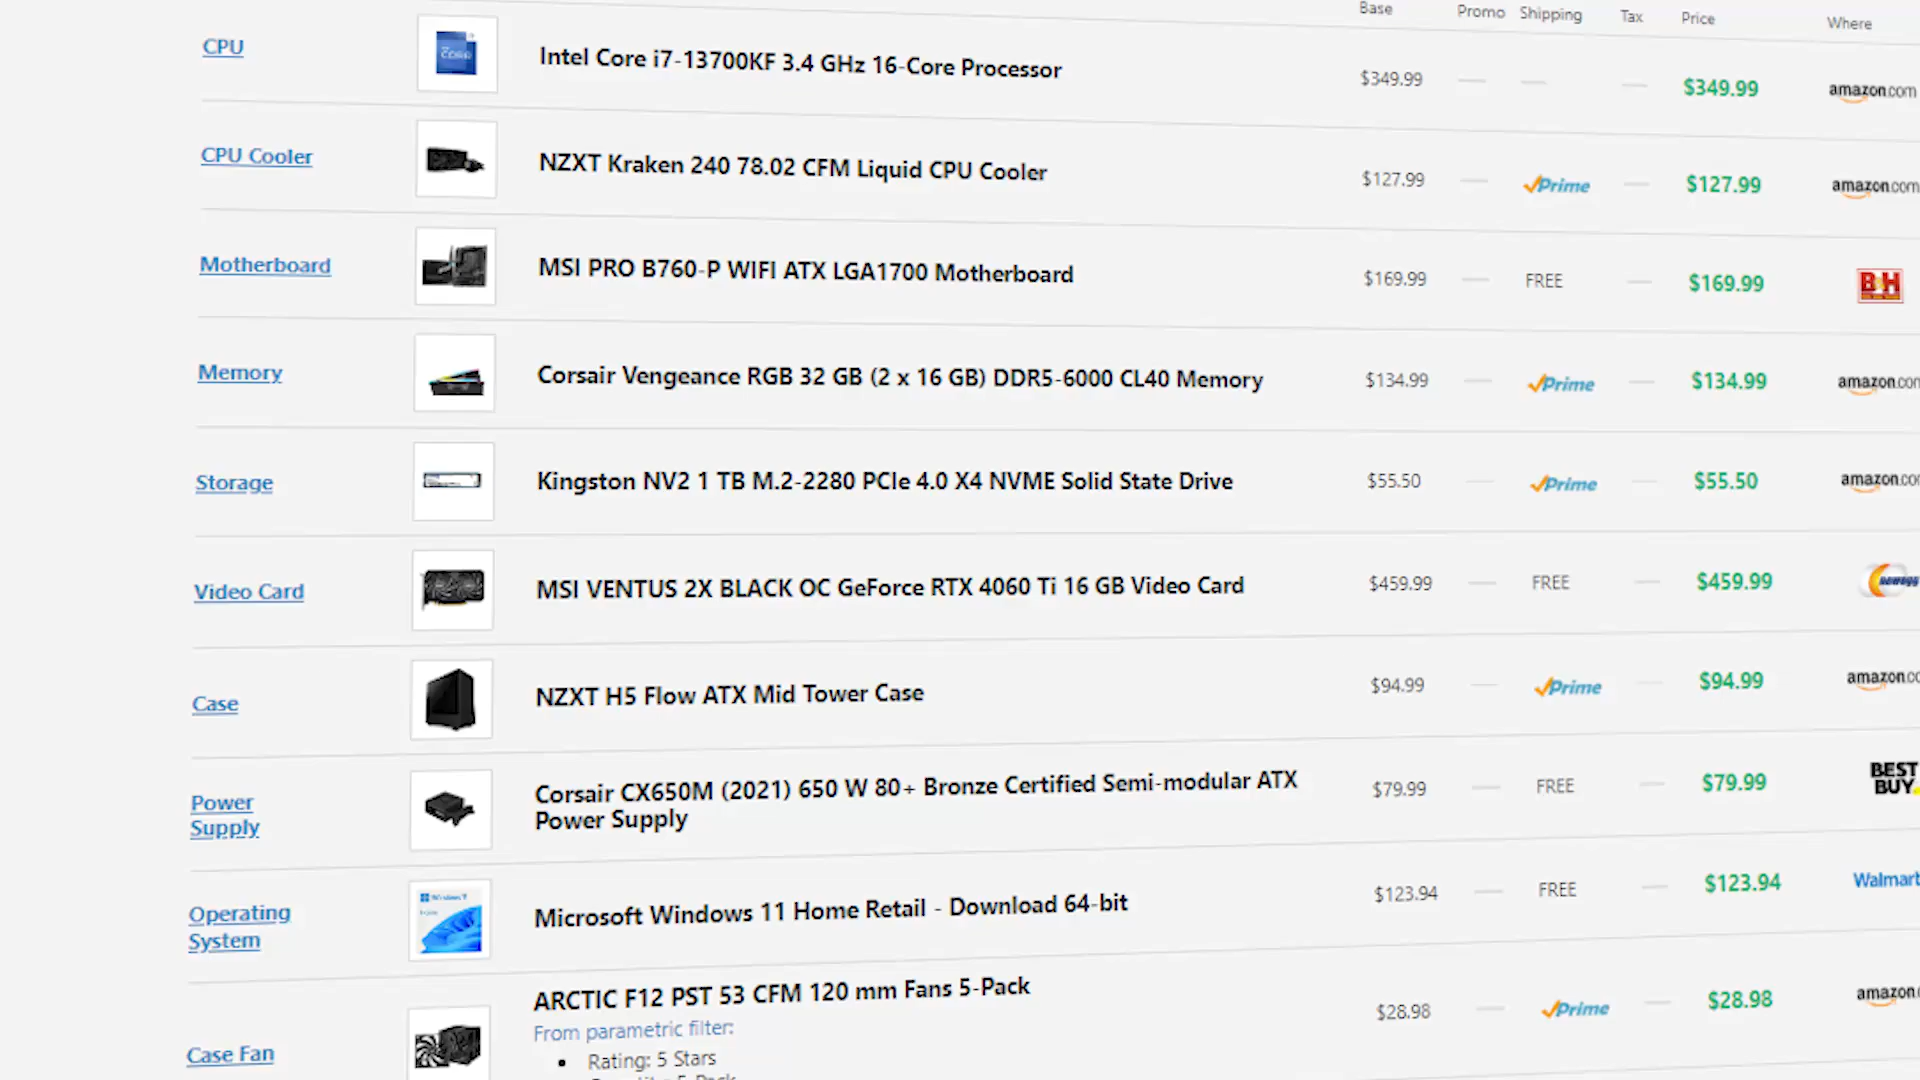 Base Promo Shipping Tax Price Where
CPU Intel Core i7-13700KF 3.4 GHz 16-Core Processor $349.99 — — — $349.99 amazon.com
CPU Cooler NZXT Kraken 240 78.02 CFM Liquid CPU Cooler $127.99 — Prime — $127.99 amazon.com
Motherboard MSI PRO B760-P WIFI ATX LGA1700 Motherboard $169.99 — FREE — $169.99 B&H
Memory Corsair Vengeance RGB 32 GB (2 x 16 GB) DDR5-6000 CL40 Memory $134.99 — Prime — $134.99 amazon.com
Storage Kingston NV2 1 TB M.2-2280 PCIe 4.0 X4 NVME Solid State Drive $55.50 — Prime — $55.50 amazon.co
Video Card MSI VENTUS 2X BLACK OC GeForce RTX 4060 Ti 16 GB Video Card $459.99 — FREE — $459.99 newegg
Case NZXT H5 Flow ATX Mid Tower Case $94.99 — Prime — $94.99 amazon.co
Power
Supply
Corsair CX650M (2021) 650 W 80+ Bronze Certified Semi-modular ATX
Power Supply
$79.99 — FREE — $79.99 BEST
BUY
Operating
System
Microsoft Windows 11 Home Retail - Download 64-bit $123.94 — FREE — $123.94 Walmart
Case Fan
ARCTIC F12 PST 53 CFM 120 mm Fans 5-Pack $28.98 — Prime — $28.98 amazon
From parametric filter:
• Rating: 5 Stars